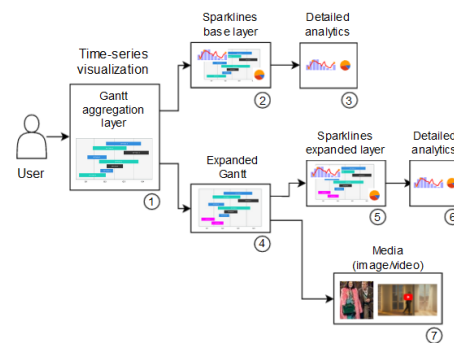 Sparklines
base layer
Detailed
analytics
Time-series
visualization
Gantt
aggregation
layer
2
3
User
1
Expanded
Gantt
Sparklines
expanded layer
Detailed
analytics
4
5
6
Media
(image/video)
7